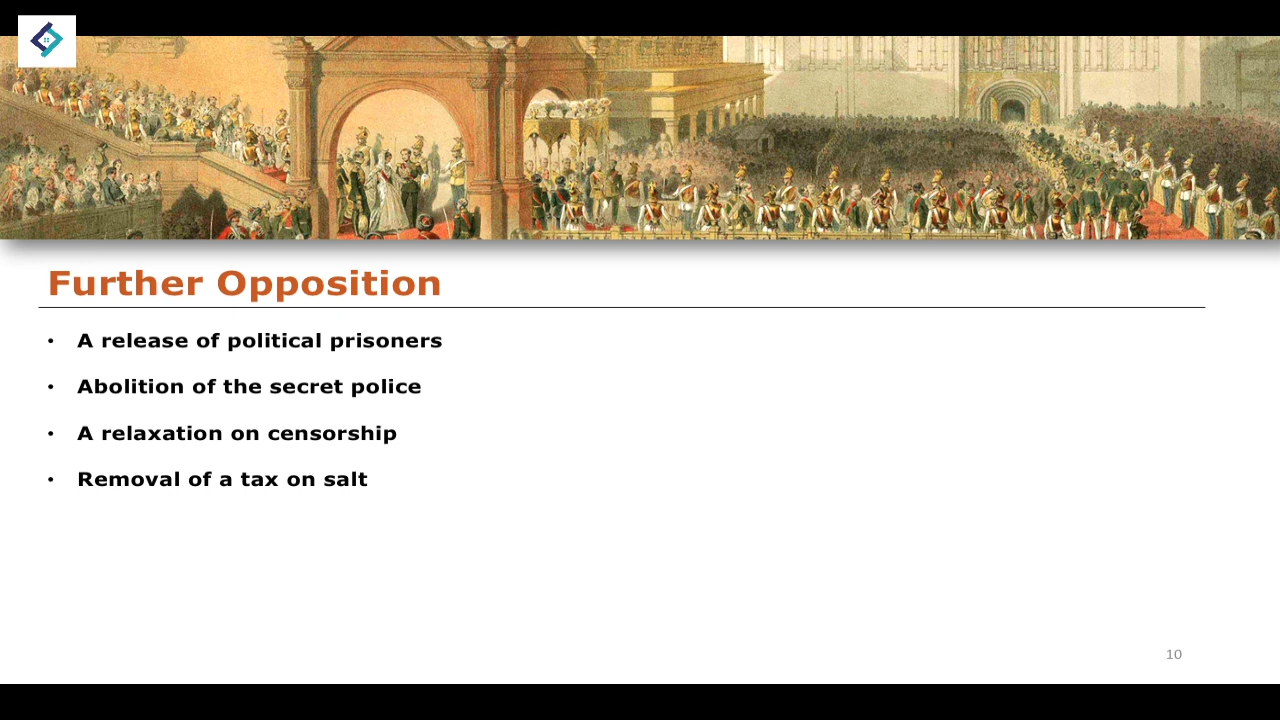 Further Opposition
• A release of political prisoners
• Abolition of the secret police
• A relaxation on censorship
• Removal of a tax on salt
10